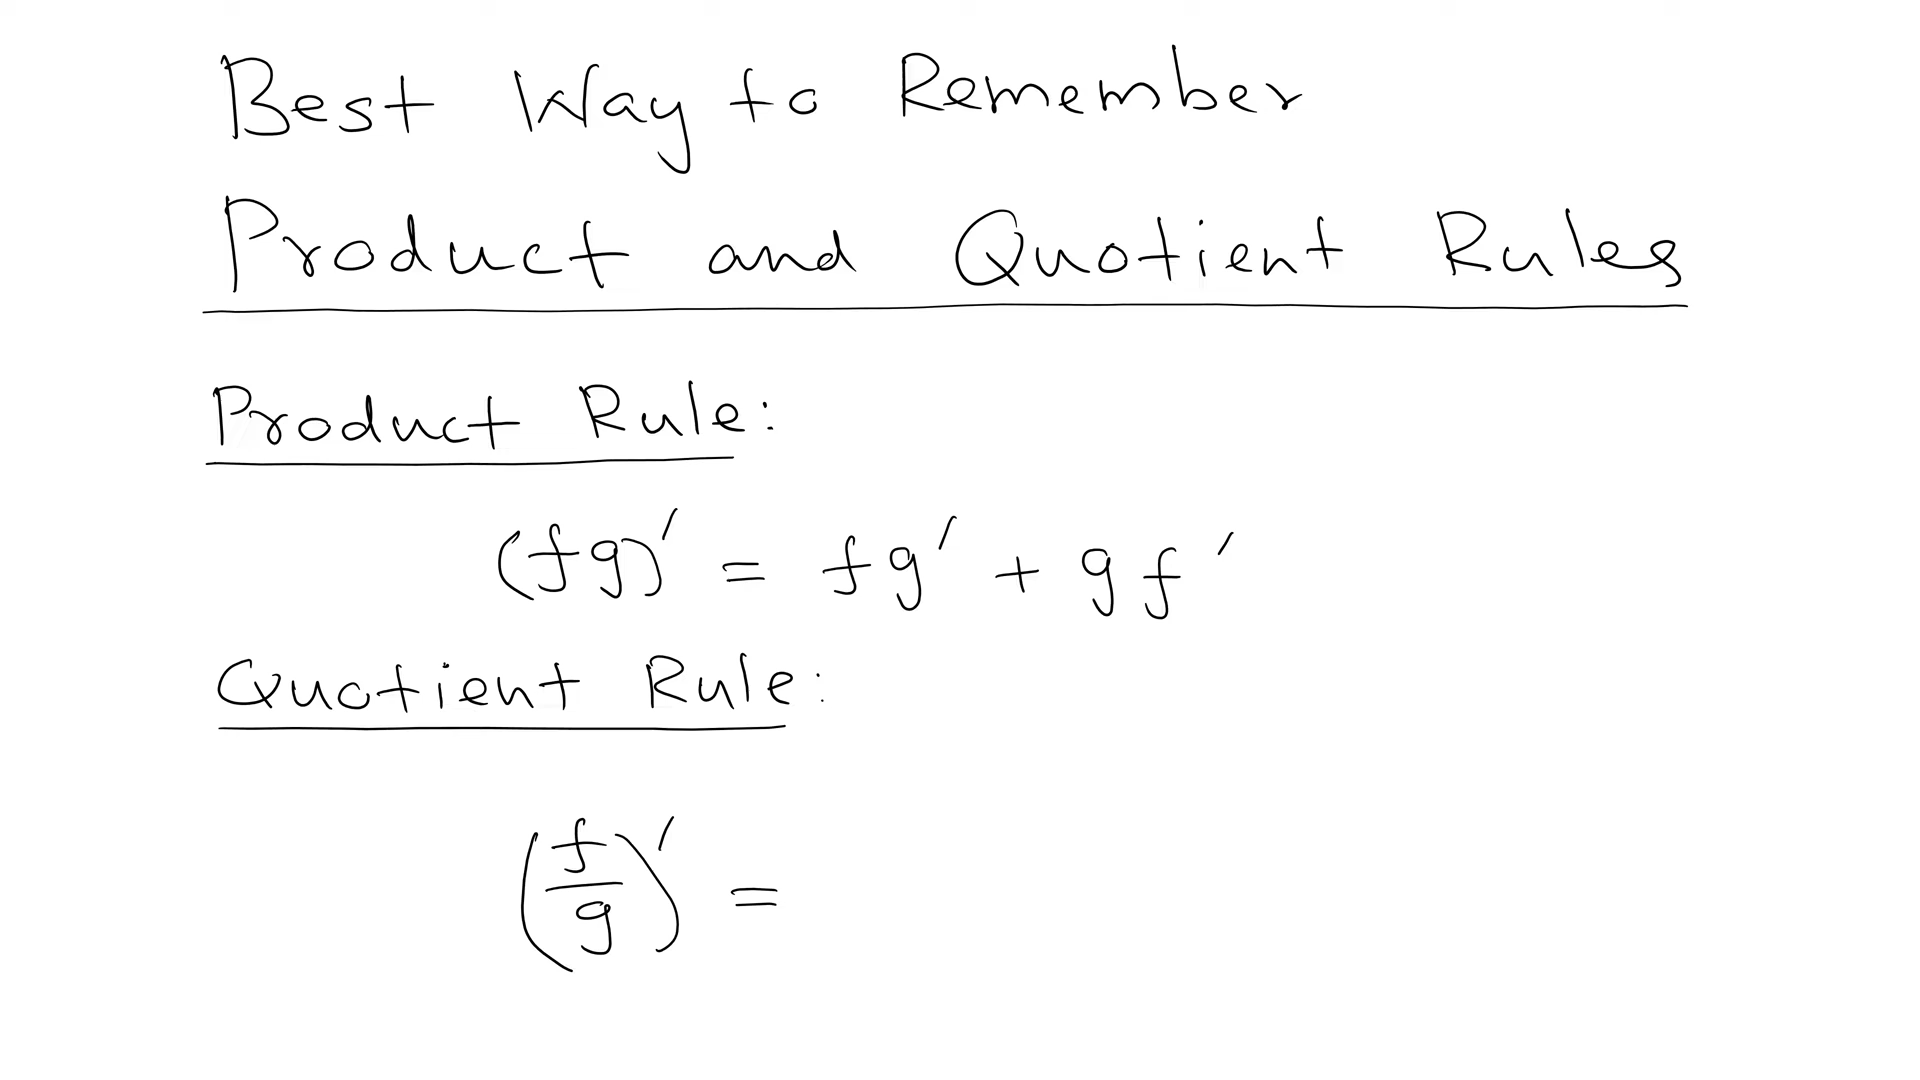 Best Way to Remember
Product and Quotient Rules
Product Rule:
(fg)' = fg' + gf'
Quotient Rule:
(f/g)' =